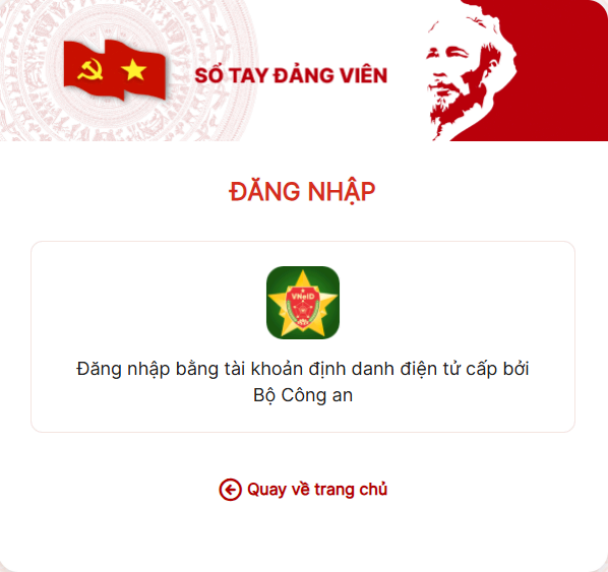 SỔ TAY ĐẢNG VIÊN
ĐĂNG NHẬP
VNeID
Đăng nhập bằng tài khoản định danh điện tử cấp bởi
Bộ Công an
Quay về trang chủ